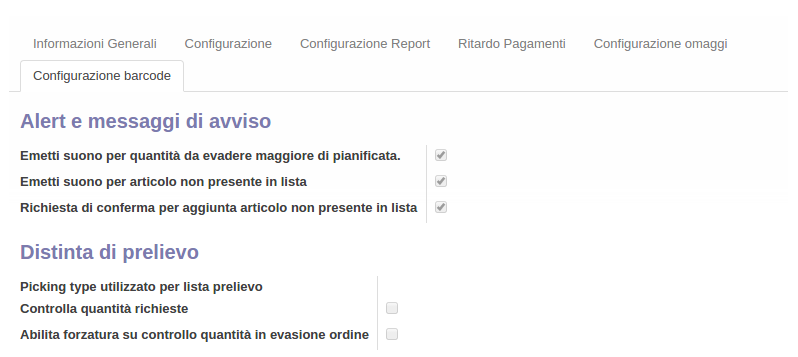 Informazioni Generali Configurazione Configurazione Report Ritardo Pagamenti Configurazione omaggi
Configurazione barcode
Alert e messaggi di avviso
Emetti suono per quantità da evadere maggiore di pianificata.
Emetti suono per articolo non presente in lista
Richiesta di conferma per aggiunta articolo non presente in lista
Distinta di prelievo
Picking type utilizzato per lista prelievo
Controlla quantità richieste
Abilita forzatura su controllo quantità in evasione ordine